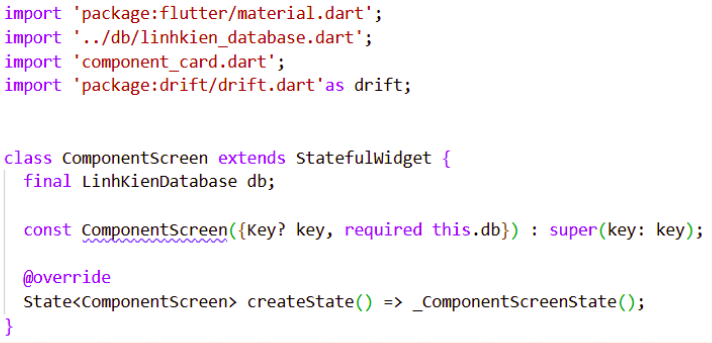 import 'package:flutter/material.dart';
import '../db/linhkien_database.dart';
import 'component_card.dart';
import 'package:drift/drift.dart'as drift;
class ComponentScreen extends StatefulWidget {
final LinhKienDatabase db;
const ComponentScreen({Key? key, required this.db}) : super(key: key);
@override
State<ComponentScreen> createState() => _ComponentScreenState();
}